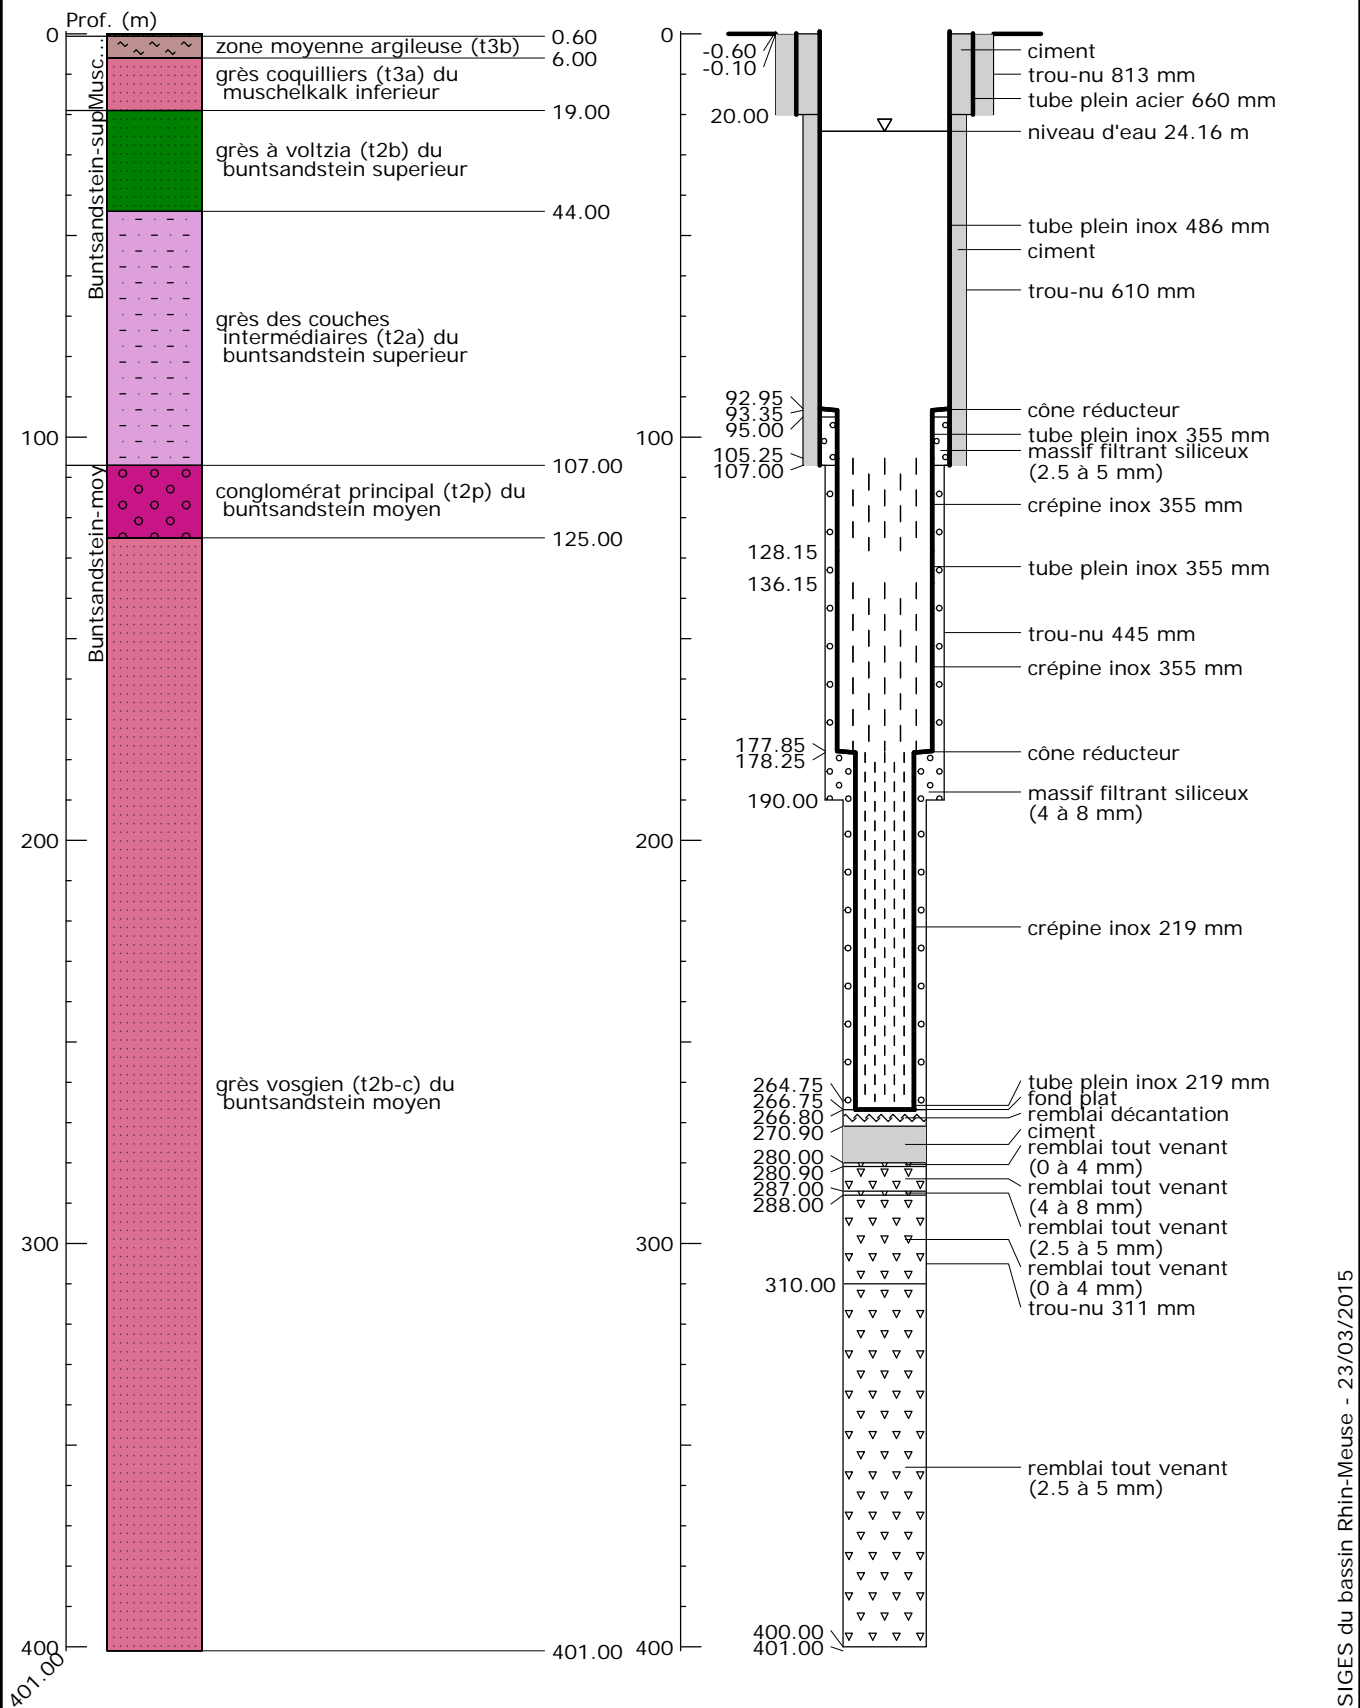 Prof. (m)
0
100
200
300
400
401.00
Musc...
Buntsandstein-sup
Buntsandstein-moy
zone moyenne argileuse (t3b)
grès coquilliers (t3a) du
muschelkalk inferieur
grès à voltzia (t2b) du
buntsandstein superieur
grès des couches
intermédiaires (t2a) du
buntsandstein superieur
conglomérat principal (t2p) du
buntsandstein moyen
grès vosgien (t2b-c) du
buntsandstein moyen
0.60
6.00
19.00
44.00
107.00
125.00
401.00
0
100
200
300
400
-0.60
-0.10
20.00
92.95
93.35
95.00
105.25
107.00
128.15
136.15
177.85
178.25
190.00
264.75
266.75
266.80
270.90
280.00
280.90
287.00
288.00
310.00
400.00
401.00
ciment
trou-nu 813 mm
tube plein acier 660 mm
niveau d'eau 24.16 m
tube plein inox 486 mm
ciment
trou-nu 610 mm
cône réducteur
tube plein inox 355 mm
massif filtrant siliceux
(2.5 à 5 mm)
crépine inox 355 mm
tube plein inox 355 mm
trou-nu 445 mm
crépine inox 355 mm
cône réducteur
massif filtrant siliceux
(4 à 8 mm)
crépine inox 219 mm
tube plein inox 219 mm
fond plat
remblai décantation
ciment
remblai tout venant
(0 à 4 mm)
remblai tout venant
(4 à 8 mm)
remblai tout venant
(2.5 à 5 mm)
remblai tout venant
(0 à 4 mm)
trou-nu 311 mm
remblai tout venant
(2.5 à 5 mm)
SIGES du bassin Rhin-Meuse - 23/03/2015